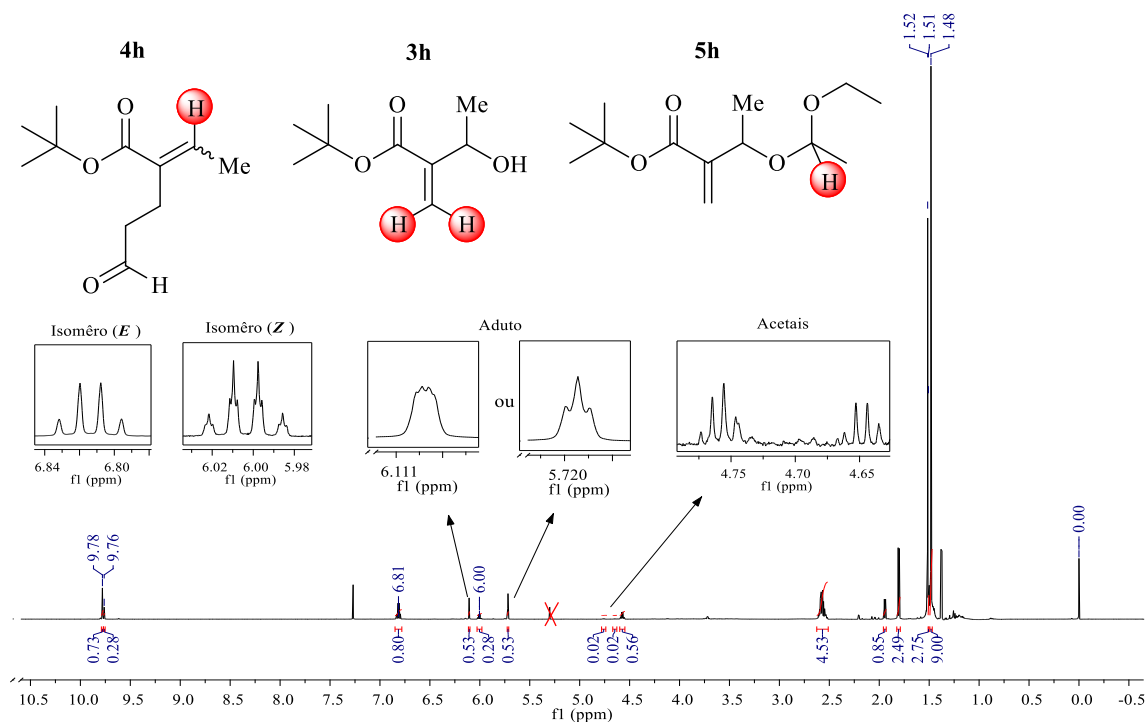 4h
3h
5h
O
H
O
Me
O
H
O
Me
O
OH
H
H
O
Me
O
O
O
H
Isomêro (E )
6.84
6.80
f1 (ppm)
Isomêro (Z )
6.02
6.00
5.98
f1 (ppm)
Aduto
6.111
f1 (ppm)
ou
5.720
f1 (ppm)
Acetais
4.75
4.70
4.65
f1 (ppm)
9.78
9.76
6.81
6.00
1.52
1.51
1.48
0.00
0.73
0.28
0.80
0.53
0.28
0.53
0.02
0.02
0.56
4.53
0.85
2.49
2.75
9.00
10.5 10.0 9.5 9.0 8.5 8.0 7.5 7.0 6.5 6.0 5.5 5.0 4.5 4.0 3.5 3.0 2.5 2.0 1.5 1.0 0.5 0.0 -0.5
f1 (ppm)